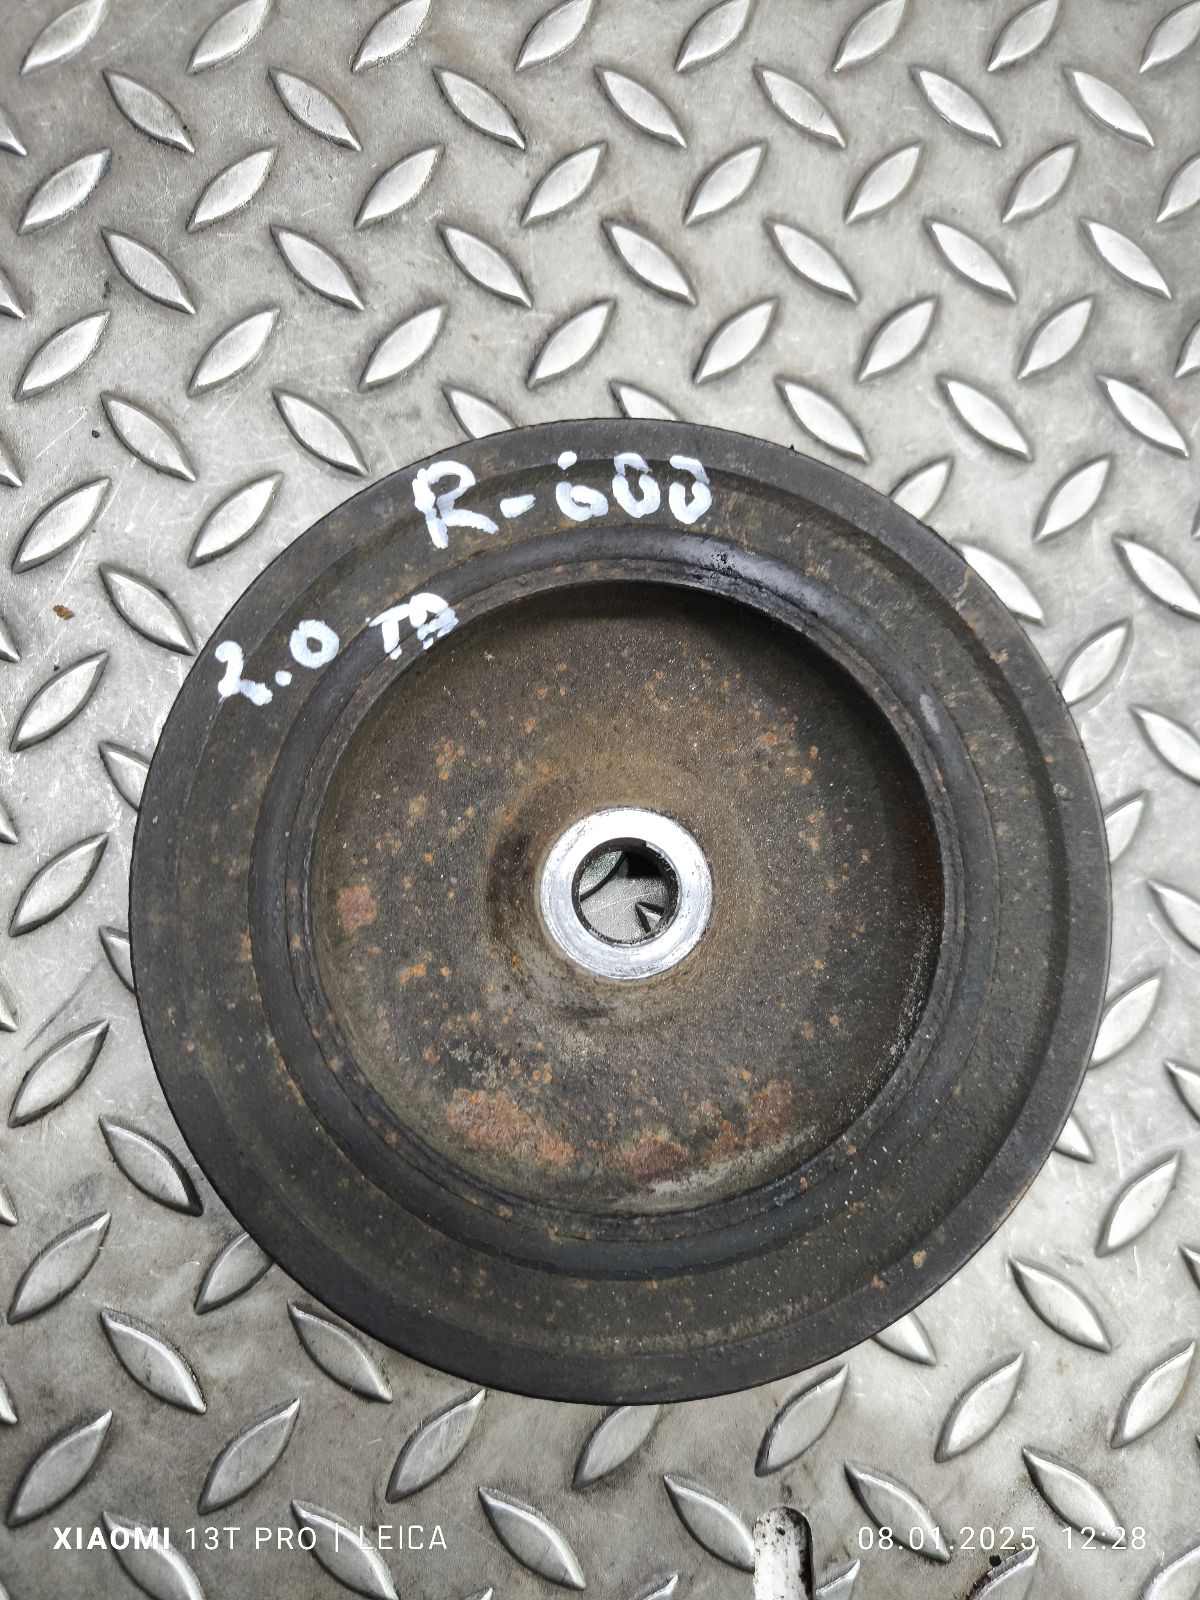 R-600
2.0 TD
XIAOMI 13T PRO | LEICA
08.01.2025 12:28